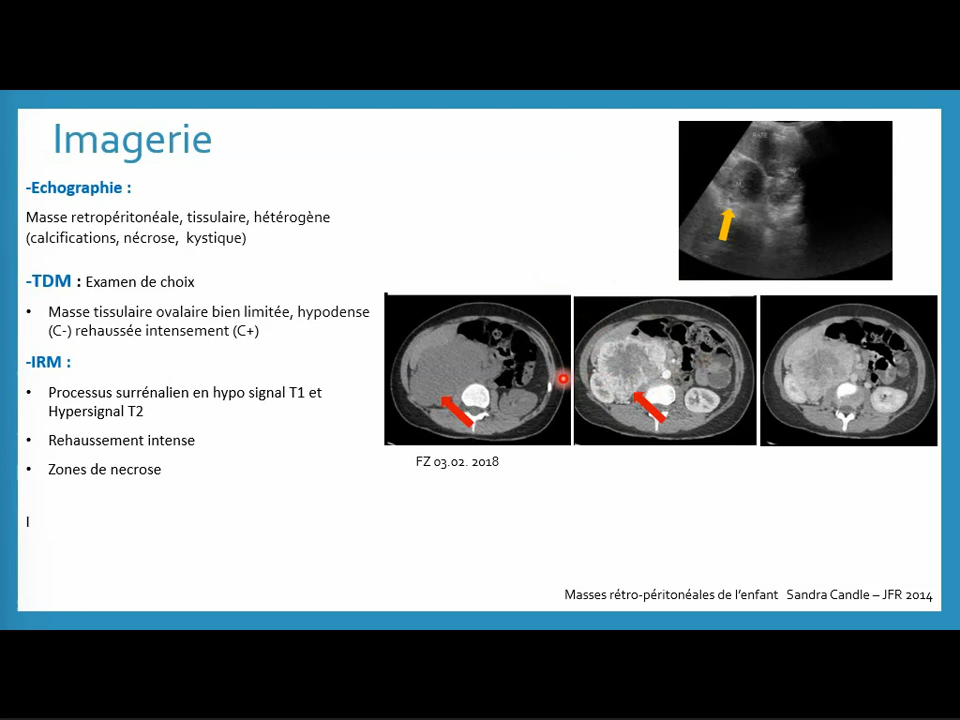 Imagerie
-Echographie :
Masse retropéritonéale, tissulaire, hétérogène
(calcifications, nécrose, kystique)
-TDM : Examen de choix
• Masse tissulaire ovalaire bien limitée, hypodense
(C-) rehaussée intensement (C+)
-IRM :
• Processus surrénalien en hypo signal T1 et
Hypersignal T2
• Rehaussement intense
• Zones de necrose
I
FZ 03.02. 2018
Masses rétro-péritonéales de l'enfant Sandra Candle – JFR 2014